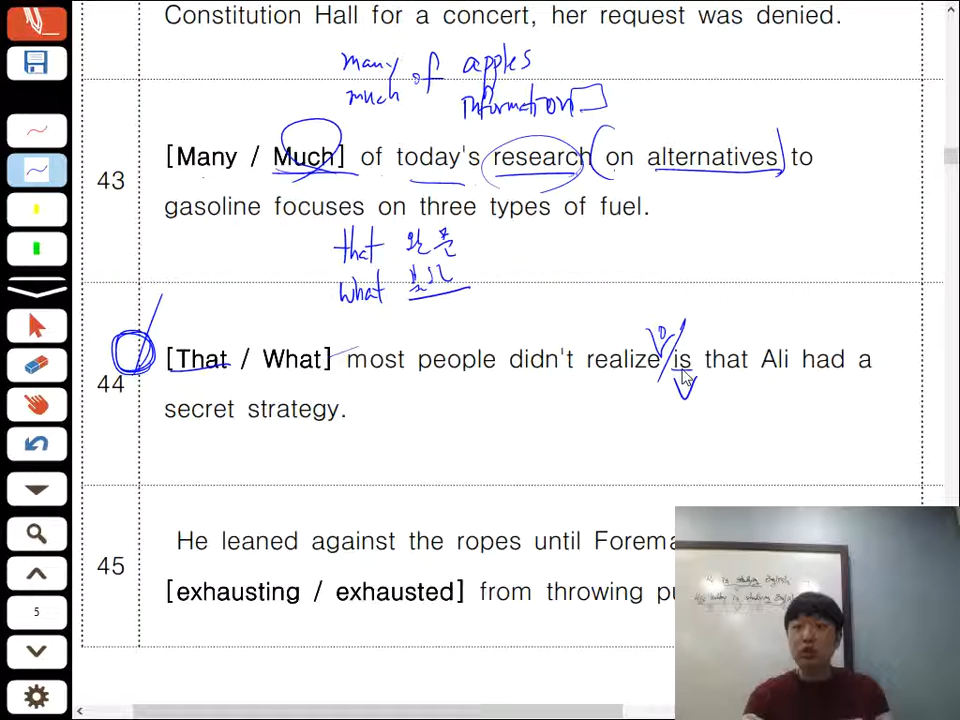 Constitution Hall for a concert, her request was denied.
many
much
of apples
Information
43
[Many / Much] of today's research on alternatives to
gasoline focuses on three types of fuel.
that 완
what 불완
44
[That / What] most people didn't realize is that Ali had a
secret strategy.
45
He leaned against the ropes until
[exhausting / exhausted] from throwing
5